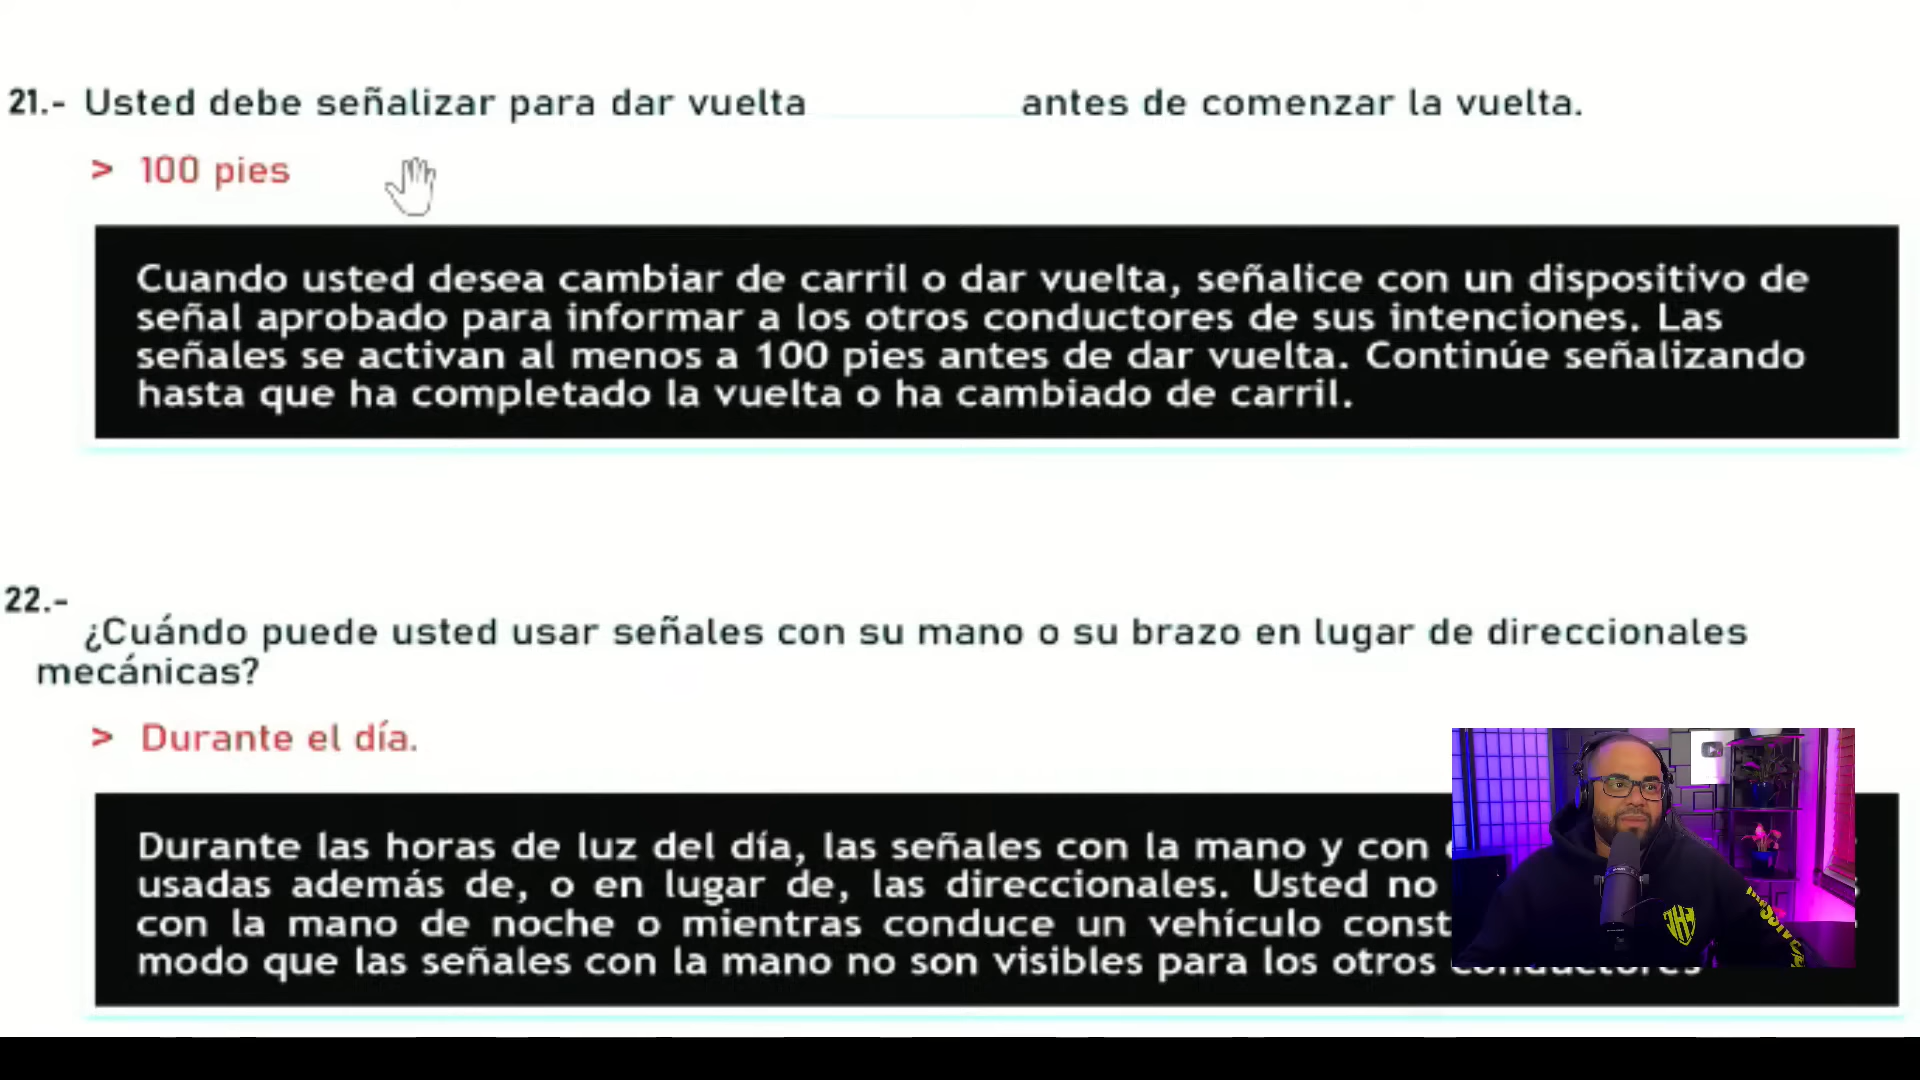 21.- Usted debe señalizar para dar vuelta antes de comenzar la vuelta.
> 100 pies
Cuando usted desea cambiar de carril o dar vuelta, señalice con un dispositivo de
señal aprobado para informar a los otros conductores de sus intenciones. Las
señales se activan al menos a 100 pies antes de dar vuelta. Continúe señalizando
hasta que ha completado la vuelta o ha cambiado de carril.
22.-
¿Cuándo puede usted usar señales con su mano o su brazo en lugar de direccionales
mecánicas?
> Durante el día.
Durante las horas de luz del día, las señales con la mano y con
usadas además de, o en lugar de, las direccionales. Usted no
con la mano de noche o mientras conduce un vehículo const
modo que las señales con la mano no son visibles para los otros